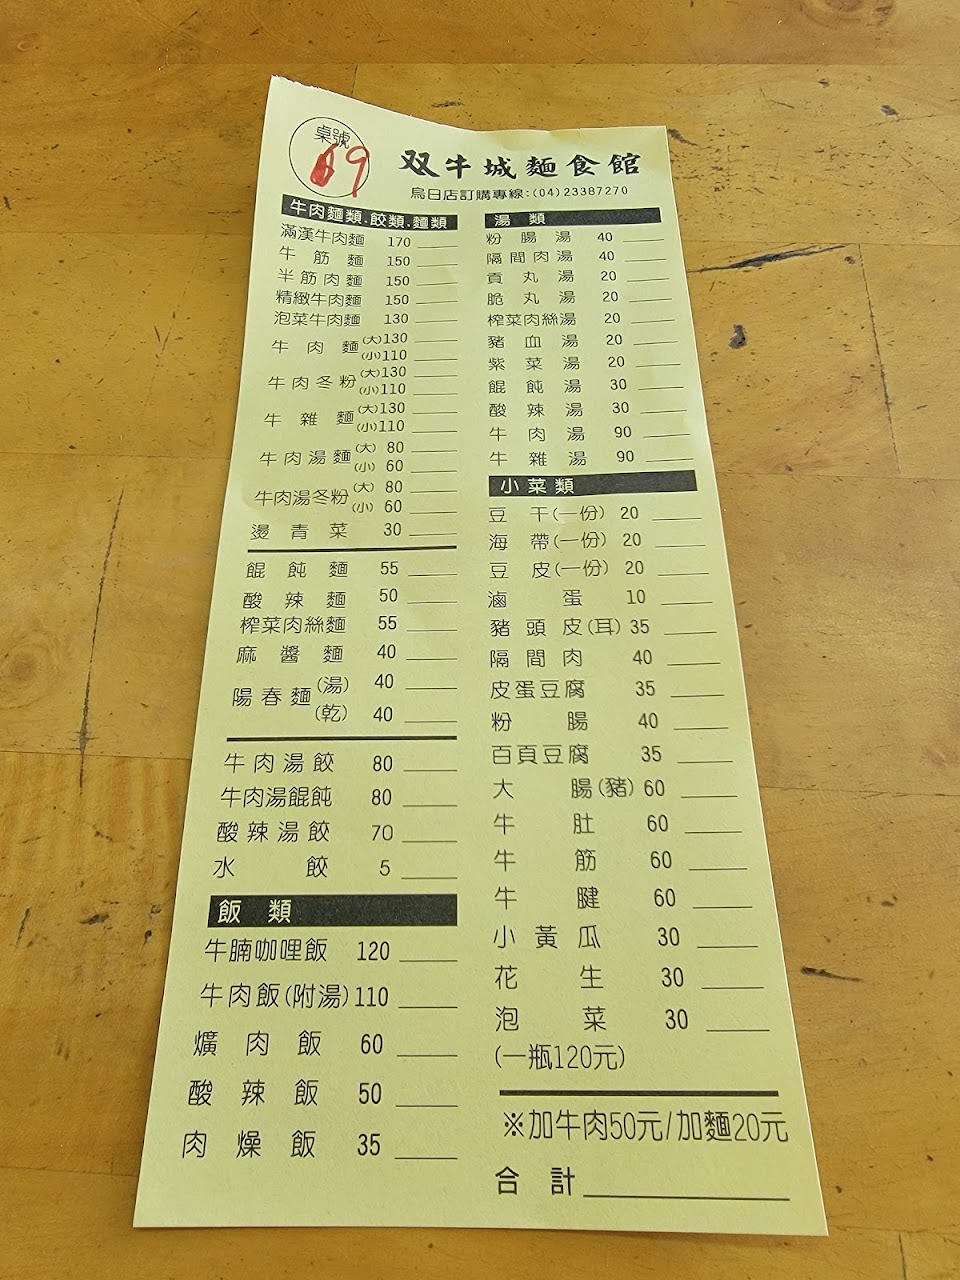 桌號
9
双牛城麵食館
烏日店訂購專線:(04)23387270
牛肉麵類.餃類.麵類
滿漢牛肉麵 170
牛筋麵 150
半筋肉麵 150
精緻牛肉麵 150
泡菜牛肉麵 130
牛肉麵 (大)130
(小)110
牛肉冬粉 (大)130
(小)110
牛雜麵 (大)130
(小)110
牛肉湯麵 (大) 80
(小) 60
牛肉湯冬粉 (大) 80
(小) 60
燙青菜 30
餛飩麵 55
酸辣麵 50
榨菜肉絲麵 55
麻醬麵 40
陽春麵 (湯) 40
(乾) 40
牛肉湯餃 80
牛肉湯餛飩 80
酸辣湯餃 70
水餃 5
飯類
牛腩咖哩飯 120
牛肉飯(附湯) 110
爌肉飯 60
酸辣飯 50
肉燥飯 35
湯類
粉腸湯 40
隔間肉湯 40
貢丸湯 20
脆丸湯 20
榨菜肉絲湯 20
豬血湯 20
紫菜湯 20
餛飩湯 30
酸辣湯 30
牛肉湯 90
牛雜湯 90
小菜類
豆干(一份) 20
海帶(一份) 20
豆皮(一份) 20
滷蛋 10
豬頭皮(耳) 35
隔間肉 40
皮蛋豆腐 35
粉腸 40
百頁豆腐 35
大腸(豬) 60
牛肚 60
牛筋 60
牛腱 60
小黃瓜 30
花生 30
泡菜 30
(一瓶120元)
※加牛肉50元/加麵20元
合計